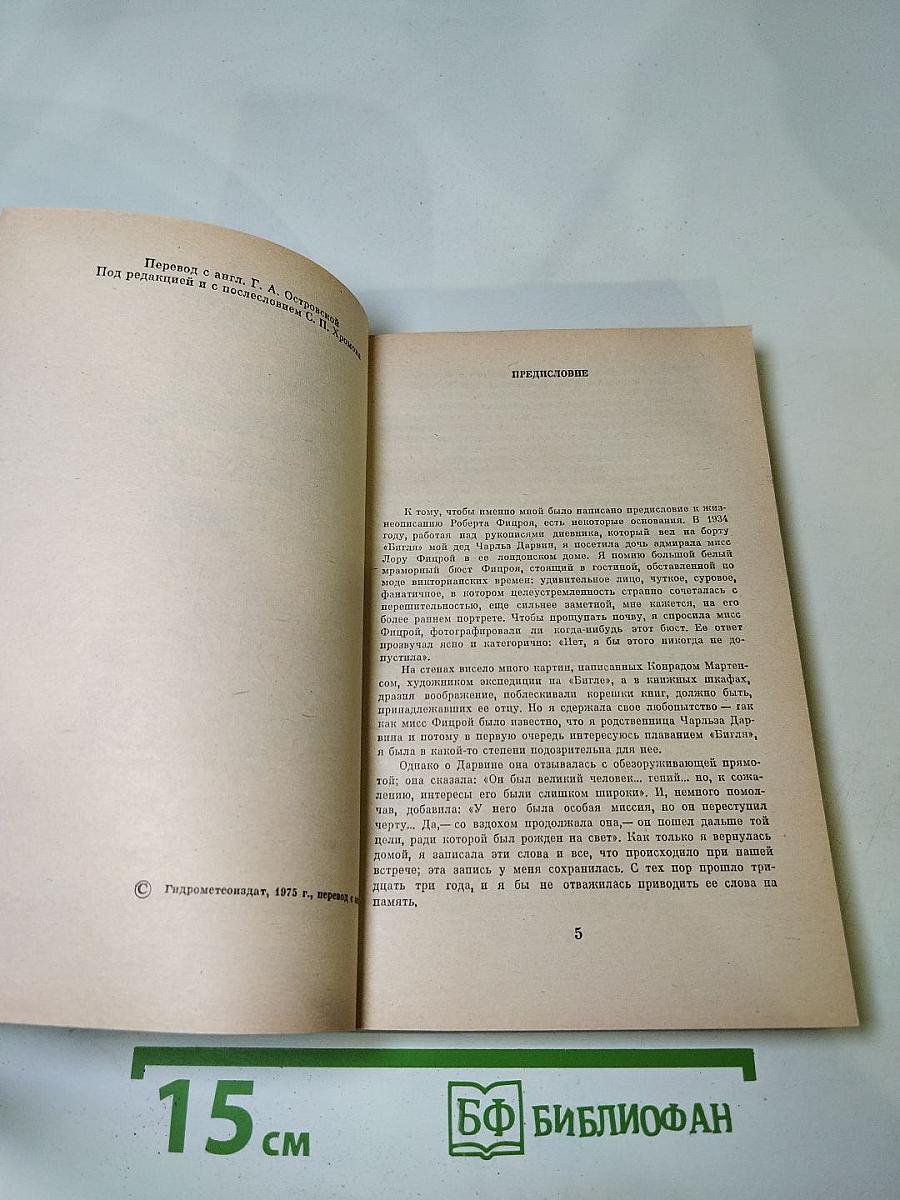 Перевод с англ. Г. А. Островской
Под редакцией и с послесловием С. П. Хромова
© Гидрометеоиздат, 1975 г., перевод с
ПРЕДИСЛОВИЕ
К тому, чтобы именно мной было написано предисловие к жиз-
неописанию Роберта Фицроя, есть некоторые основания. В 1934
году, работая над рукописями дневника, который вел на борту
«Бигля» мой дед Чарльз Дарвин, я посетила дочь адмирала мисс
Лору Фицрой в ее лондонском доме. Я помню большой белый
мраморный бюст Фицроя, стоящий в гостиной, обставленной по
моде викторианских времен: удивительное лицо, чуткое, суровое,
фанатичное, в котором целеустремленность странно сочеталась с
нерешительностью, еще сильнее заметной, мне кажется, на его
более раннем портрете. Чтобы прощупать почву, я спросила мисс
Фицрой, фотографировали ли когда-нибудь этот бюст. Ее ответ
прозвучал ясно и категорично: «Нет, я бы этого никогда не до-
пустила».
На стенах висело много картин, написанных Конрадом Мартен-
сом, художником экспедиции на «Бигле», а в книжных шкафах,
дразня воображение, поблескивали корешки книг, должно быть,
принадлежавших ее отцу. Но я сдержала свое любопытство — так
как мисс Фицрой было известно, что я родственница Чарльза Дар-
вина и потому в первую очередь интересуюсь плаванием «Бигля»,
я была в какой-то степени подозрительна для нее.
Однако о Дарвине она отзывалась с обезоруживающей прямо-
той; она сказала: «Он был великий человек... гений... но, к сожа-
лению, интересы его были слишком широки». И, немного помол-
чав, добавила: «У него была особая миссия, но он переступил
черту... Да,— со вздохом продолжала она,— он пошел дальше той
цели, ради которой был рожден на свет». Как только я вернулась
домой, я записала эти слова и все, что происходило при нашей
встрече; эта запись у меня сохранилась. С тех пор прошло три-
дцать три года, и я бы не отважилась приводить ее слова на
память.
5
15 см
БФ БИБЛИОФАН